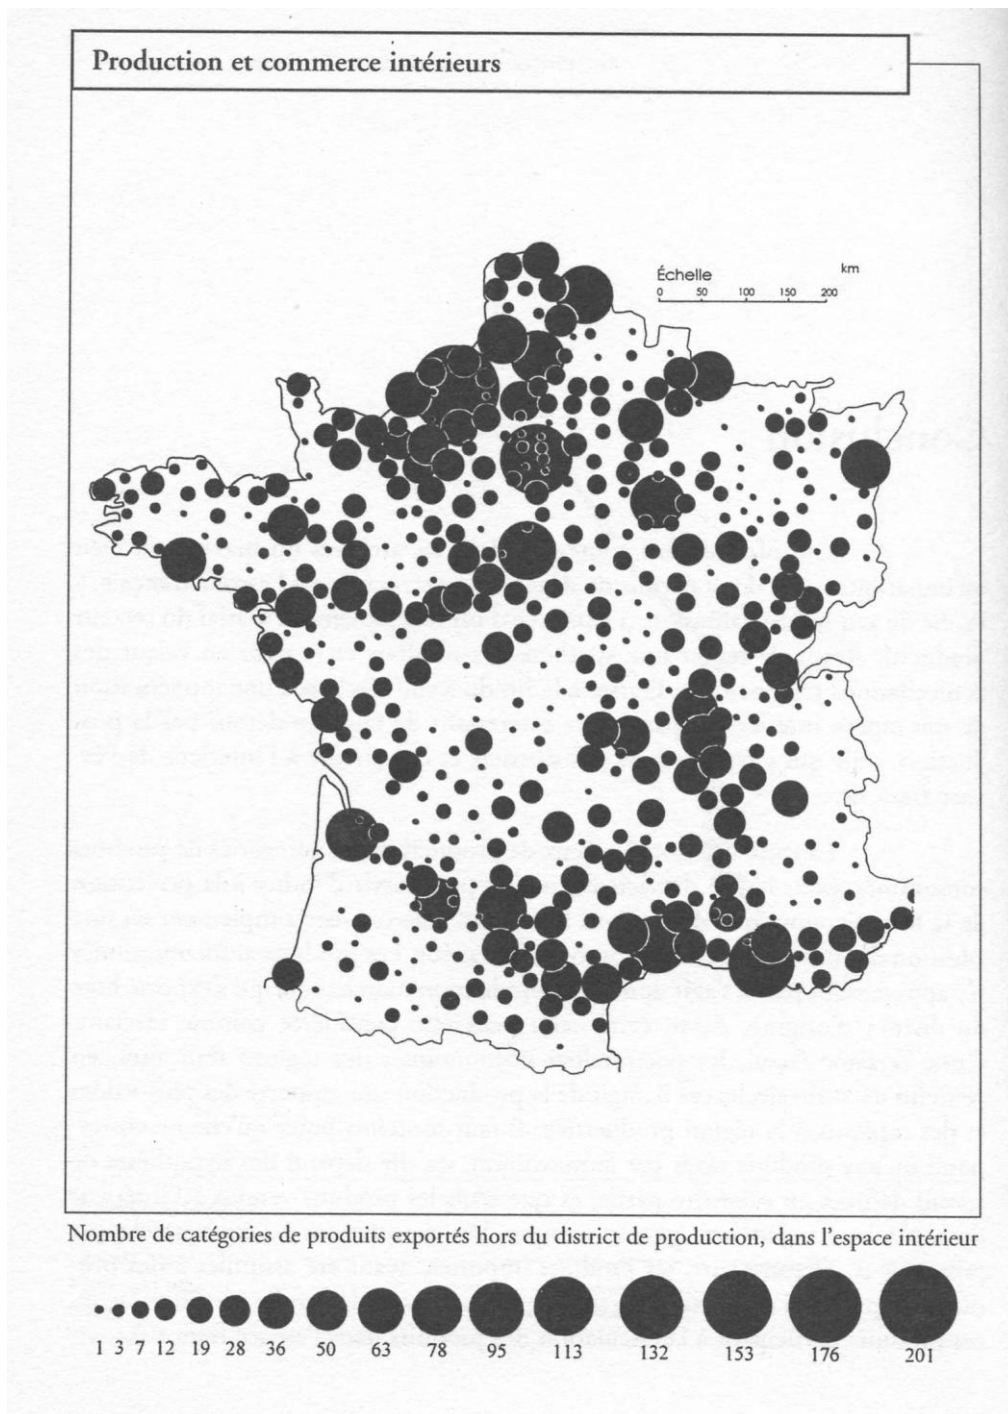 Production et commerce intérieurs
Échelle
km
0 50 100 150 200
Nombre de catégories de produits exportés hors du district de production, dans l'espace intérieur
1 3 7 12 19 28 36 50 63 78 95 113 132 153 176 201